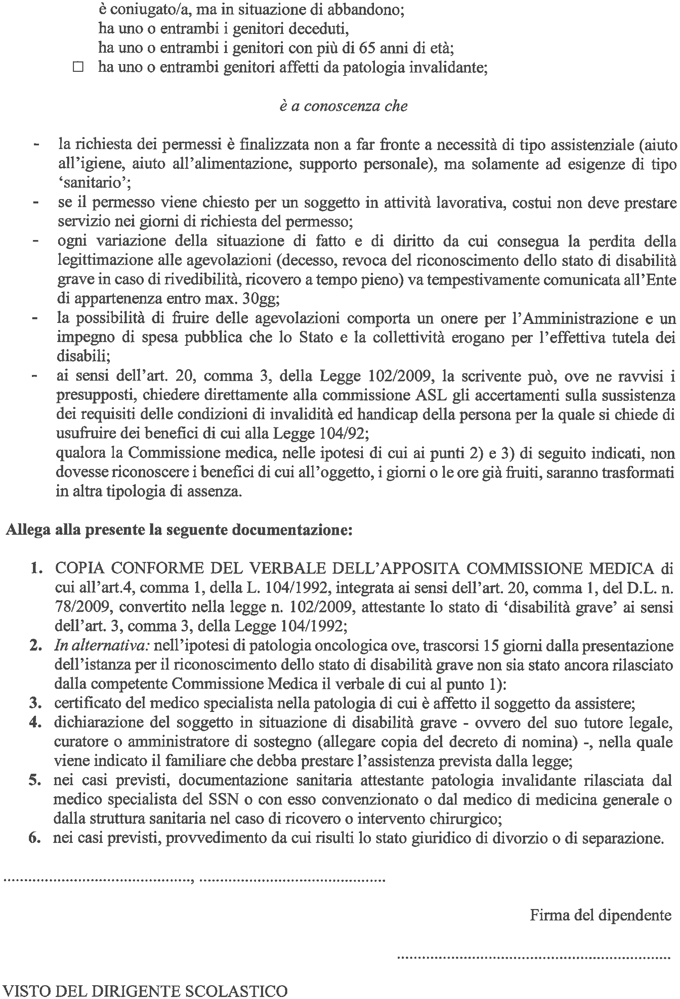 è coniugato/a, ma in situazione di abbandono;
ha uno o entrambi i genitori deceduti,
ha uno o entrambi i genitori con più di 65 anni di età;
□ ha uno o entrambi genitori affetti da patologia invalidante;
è a conoscenza che
- la richiesta dei permessi è finalizzata non a far fronte a necessità di tipo assistenziale (aiuto
all’igiene, aiuto all’alimentazione, supporto personale), ma solamente ad esigenze di tipo
‘sanitario’;
- se il permesso viene chiesto per un soggetto in attività lavorativa, costui non deve prestare
servizio nei giorni di richiesta del permesso;
- ogni variazione della situazione di fatto e di diritto da cui consegua la perdita della
legittimazione alle agevolazioni (decesso, revoca del riconoscimento dello stato di disabilità
grave in caso di rivedibilità, ricovero a tempo pieno) va tempestivamente comunicata all’Ente
di appartenenza entro max. 30gg;
- la possibilità di fruire delle agevolazioni comporta un onere per l’Amministrazione e un
impegno di spesa pubblica che lo Stato e la collettività erogano per l’effettiva tutela dei
disabili;
- ai sensi dell’art. 20, comma 3, della Legge 102/2009, la scrivente può, ove ne ravvisi i
presupposti, chiedere direttamente alla commissione ASL gli accertamenti sulla sussistenza
dei requisiti delle condizioni di invalidità ed handicap della persona per la quale si chiede di
usufruire dei benefici di cui alla Legge 104/92;
qualora la Commissione medica, nelle ipotesi di cui ai punti 2) e 3) di seguito indicati, non
dovesse riconoscere i benefici di cui all’oggetto, i giorni o le ore già fruiti, saranno trasformati
in altra tipologia di assenza.
Allega alla presente la seguente documentazione:
1. COPIA CONFORME DEL VERBALE DELL’APPOSITA COMMISSIONE MEDICA di
cui all’art.4, comma 1, della L. 104/1992, integrata ai sensi dell’art. 20, comma 1, del D.L. n.
78/2009, convertito nella legge n. 102/2009, attestante lo stato di ‘disabilità grave’ ai sensi
dell’art. 3, comma 3, della Legge 104/1992;
2. In alternativa: nell’ipotesi di patologia oncologica ove, trascorsi 15 giorni dalla presentazione
dell’istanza per il riconoscimento dello stato di disabilità grave non sia stato ancora rilasciato
dalla competente Commissione Medica il verbale di cui al punto 1):
3. certificato del medico specialista nella patologia di cui è affetto il soggetto da assistere;
4. dichiarazione del soggetto in situazione di disabilità grave - ovvero del suo tutore legale,
curatore o amministratore di sostegno (allegare copia del decreto di nomina) -, nella quale
viene indicato il familiare che debba prestare l’assistenza prevista dalla legge;
5. nei casi previsti, documentazione sanitaria attestante patologia invalidante rilasciata dal
medico specialista del SSN o con esso convenzionato o dal medico di medicina generale o
dalla struttura sanitaria nel caso di ricovero o intervento chirurgico;
6. nei casi previsti, provvedimento da cui risulti lo stato giuridico di divorzio o di separazione.
............................................., .............................................
Firma del dipendente
..................................................................
VISTO DEL DIRIGENTE SCOLASTICO